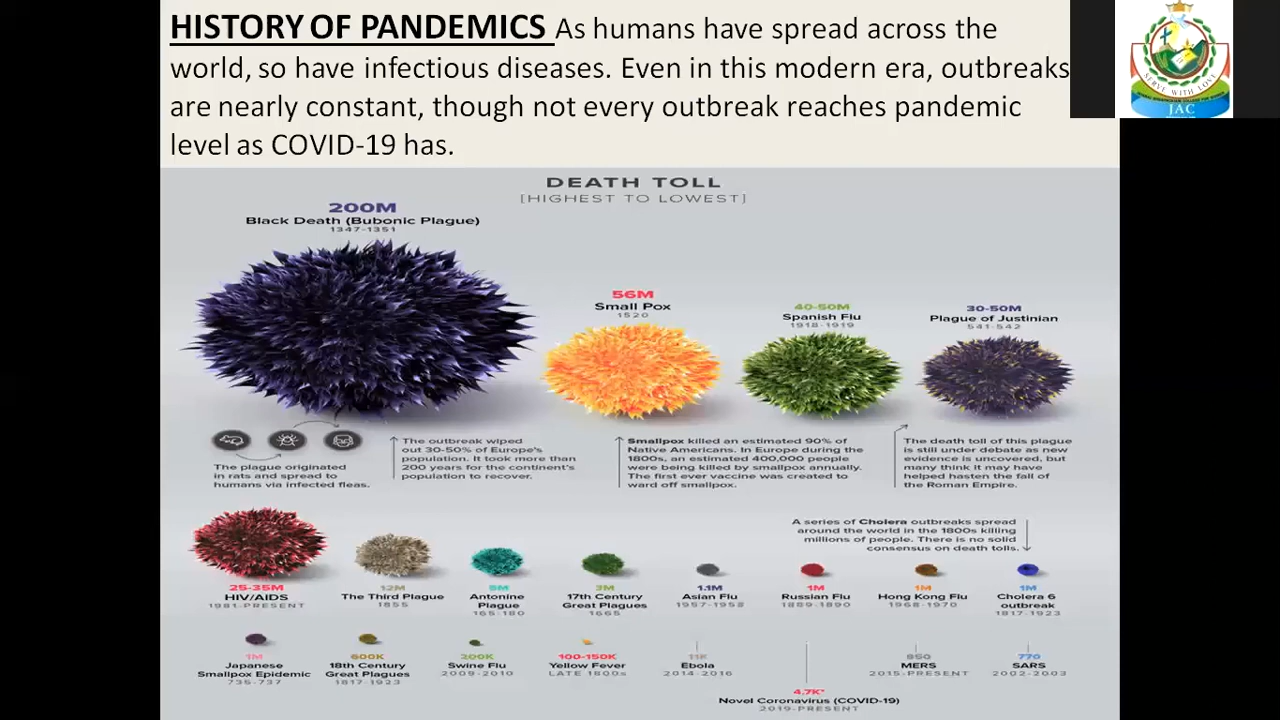 HISTORY OF PANDEMICS As humans have spread across the
world, so have infectious diseases. Even in this modern era, outbreaks
are nearly constant, though not every outbreak reaches pandemic
level as COVID-19 has.
SERVE WITH LOVE
JAC
DEATH TOLL
[HIGHEST TO LOWEST]
200M
Black Death (Bubonic Plague)
1347-1351
56M
Small Pox
1520
40-50M
Spanish Flu
1918-1919
30-50M
Plague of Justinian
541-542
The plague originated
in rats and spread to
humans via infected fleas.
The outbreak wiped
out 30-50% of Europe's
population. It took more than
200 years for the continent's
population to recover.
Smallpox killed an estimated 90% of
Native Americans. In Europe during the
1800s, an estimated 400,000 people
were being killed by smallpox annually.
The first ever vaccine was created to
ward off smallpox.
The death toll of this plague
is still under debate as new
evidence is uncovered, but
many think it may have
helped hasten the fall of
the Roman Empire.
A series of Cholera outbreaks spread
around the world in the 1800s killing
millions of people. There is no solid
consensus on death tolls.
25-35M
HIV/AIDS
1981-PRESENT
12M
The Third Plague
1855
5M
Antonine
Plague
165-180
3M
17th Century
Great Plagues
1665
1.1M
Asian Flu
1957-1958
1M
Russian Flu
1889-1890
1M
Hong Kong Flu
1968-1970
1M
Cholera 6
outbreak
1817-1923
1M
Japanese
Smallpox Epidemic
735-737
600K
18th Century
Great Plagues
1817-1923
200K
Swine Flu
2009-2010
100-150K
Yellow Fever
LATE 1800s
11K
Ebola
2014-2016
850
MERS
2015-PRESENT
770
SARS
2002-2003
4.7K*
Novel Coronavirus (COVID-19)
2019-PRESENT